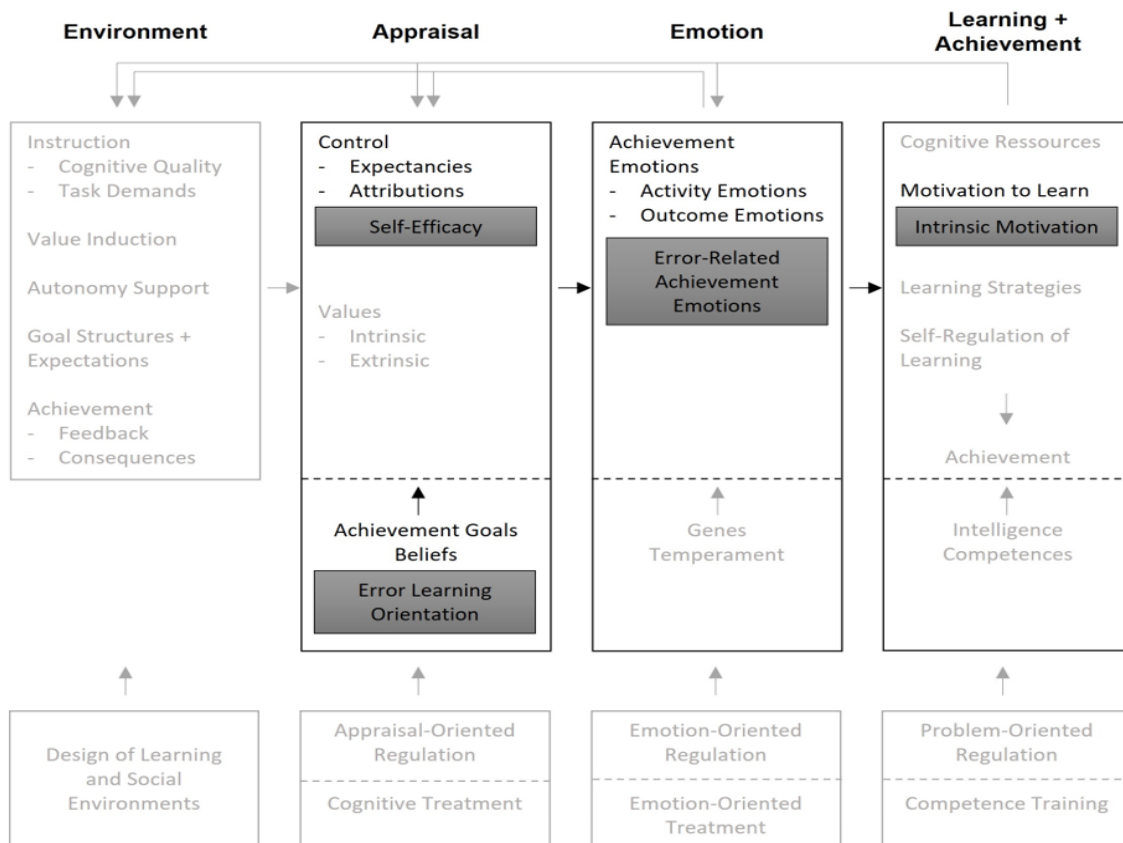 Environment
Appraisal
Emotion
Learning +
Achievement
Instruction
- Cognitive Quality
- Task Demands
Value Induction
Autonomy Support
Goal Structures +
Expectations
Achievement
- Feedback
- Consequences
Control
- Expectancies
- Attributions
Self-Efficacy
Values
- Intrinsic
- Extrinsic
Achievement Goals
Beliefs
Error Learning
Orientation
Achievement
Emotions
- Activity Emotions
- Outcome Emotions
Error-Related
Achievement
Emotions
Genes
Temperament
Cognitive Ressources
Motivation to Learn
Intrinsic Motivation
Learning Strategies
Self-Regulation of
Learning
Achievement
Intelligence
Competences
Design of Learning
and Social
Environments
Appraisal-Oriented
Regulation
Cognitive Treatment
Emotion-Oriented
Regulation
Emotion-Oriented
Treatment
Problem-Oriented
Regulation
Competence Training